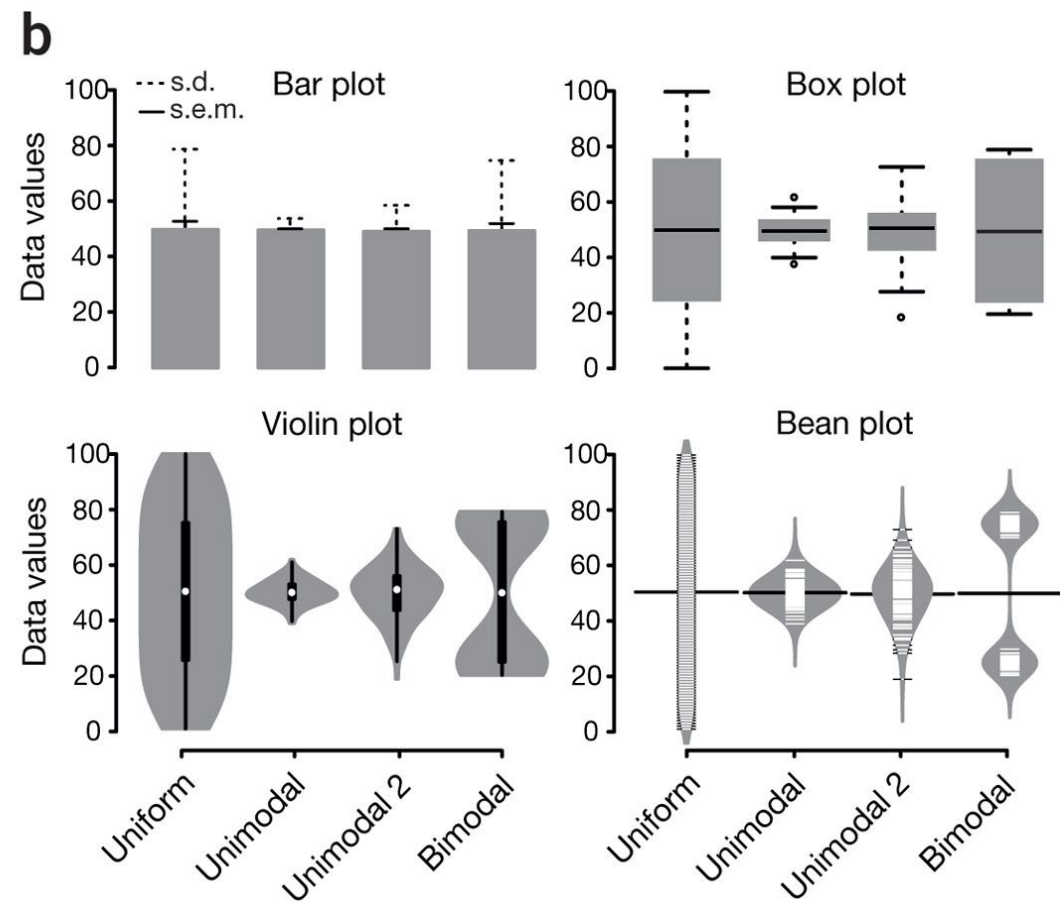 b
Bar plot
s.d.
s.e.m.
Data values
100
80
60
40
20
0
Box plot
100
80
60
40
20
0
Violin plot
Data values
100
80
60
40
20
0
Uniform
Unimodal
Unimodal 2
Bimodal
Bean plot
100
80
60
40
20
0
Uniform
Unimodal
Unimodal 2
Bimodal